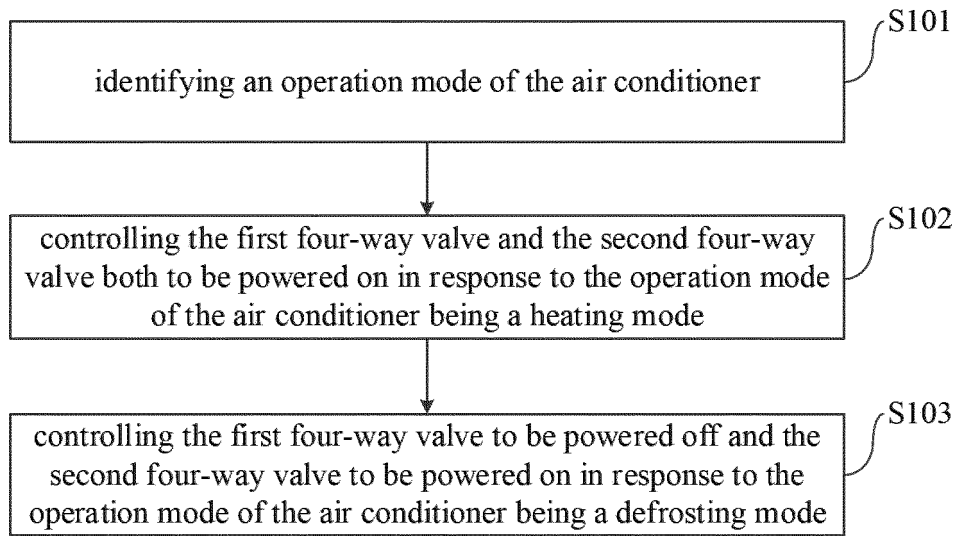 S101
identifying an operation mode of the air conditioner
S102
controlling the first four-way valve and the second four-way
valve both to be powered on in response to the operation mode
of the air conditioner being a heating mode
S103
controlling the first four-way valve to be powered off and the
second four-way valve to be powered on in response to the
operation mode of the air conditioner being a defrosting mode